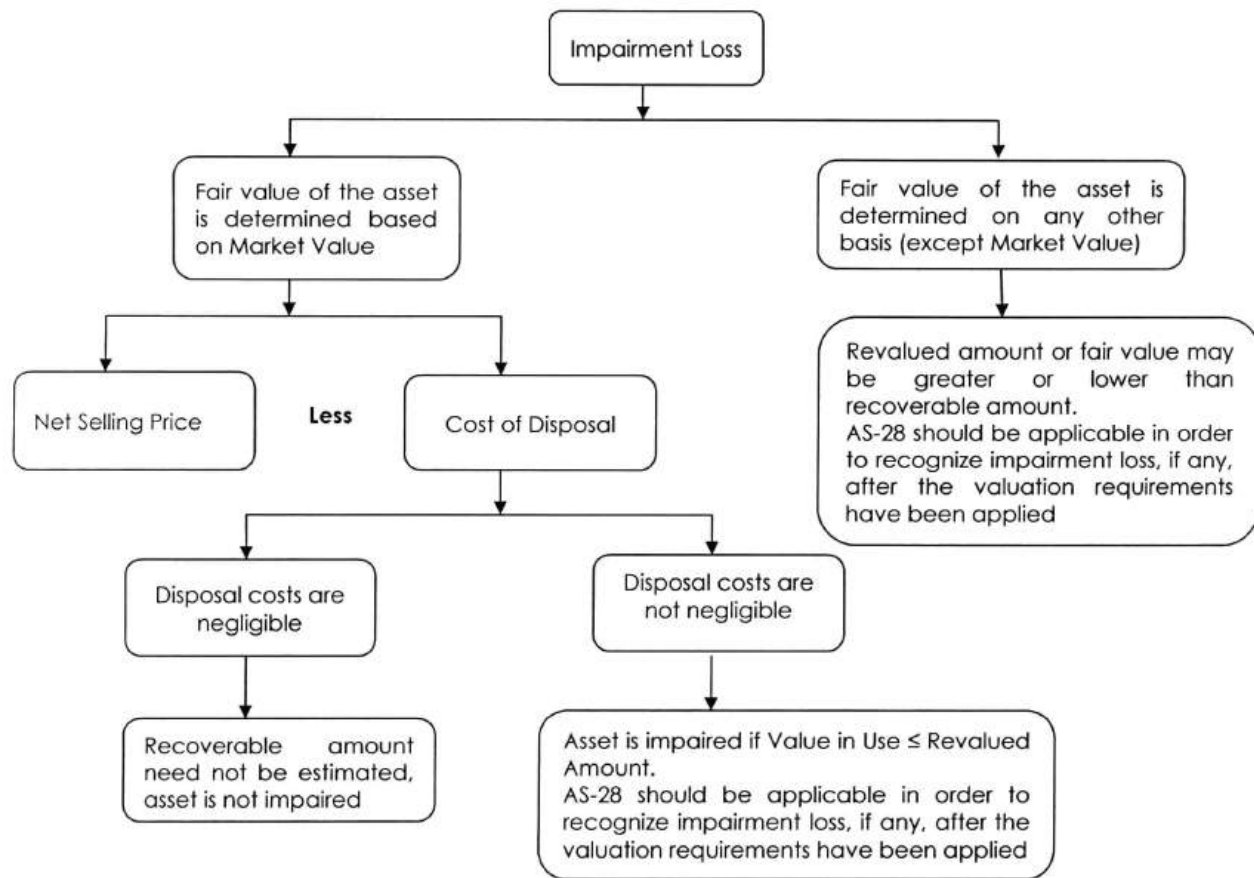 Impairment Loss
Fair value of the asset
is determined based
on Market Value
Fair value of the asset is
determined on any other
basis (except Market Value)
Net Selling Price
Less
Cost of Disposal
Revalued amount or fair value may
be greater or lower than
recoverable amount.
AS-28 should be applicable in order
to recognize impairment loss, if any,
after the valuation requirements
have been applied
Disposal costs are
negligible
Disposal costs are
not negligible
Recoverable amount
need not be estimated,
asset is not impaired
Asset is impaired if Value in Use ≤ Revalued
Amount.
AS-28 should be applicable in order to
recognize impairment loss, if any, after the
valuation requirements have been applied